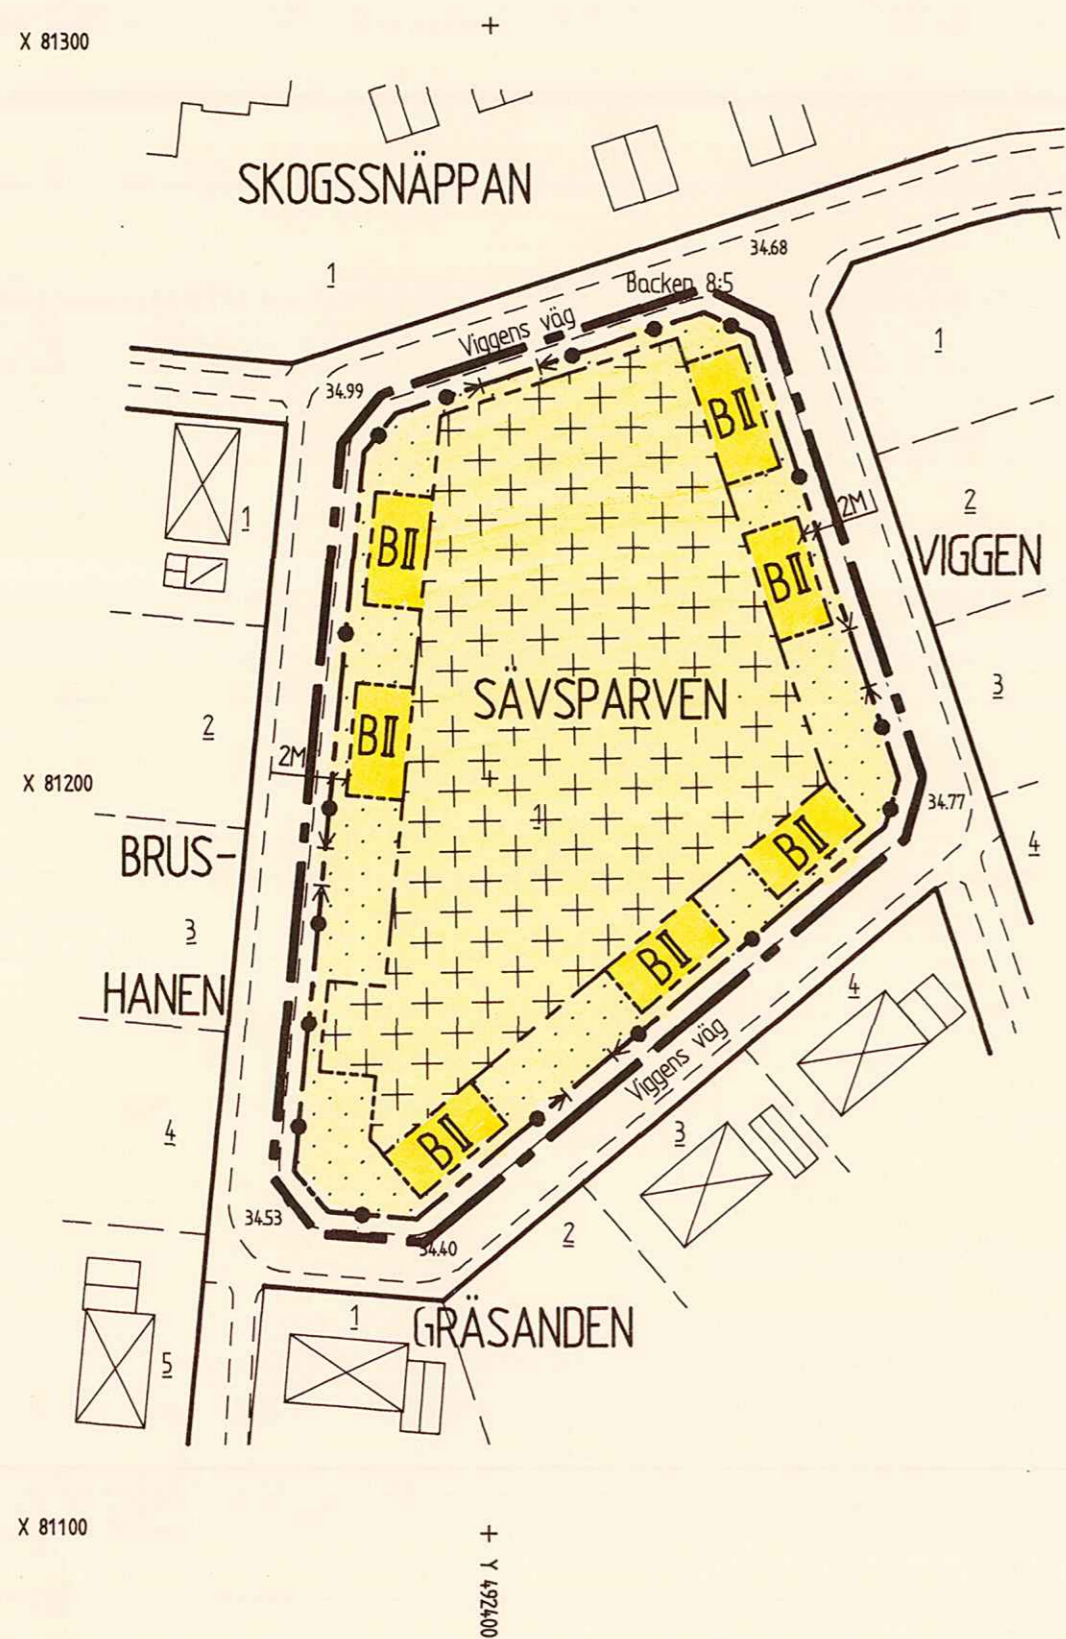 X 81300
SKOGSSNÄPPAN
34.68
1
Backen 8:5
Viggens väg
1
34.99
BII
2M
2
1
BII
VIGGEN
BII
SÄVSPARVEN
3
2
BII
2M
X 81200
34.77
1
BII
4
BRUS-
3
BII
HANEN
4
Viggens väg
4
3
BII
34.53
2
34.40
1
GRÄSANDEN
5
X 81100
Y 492400